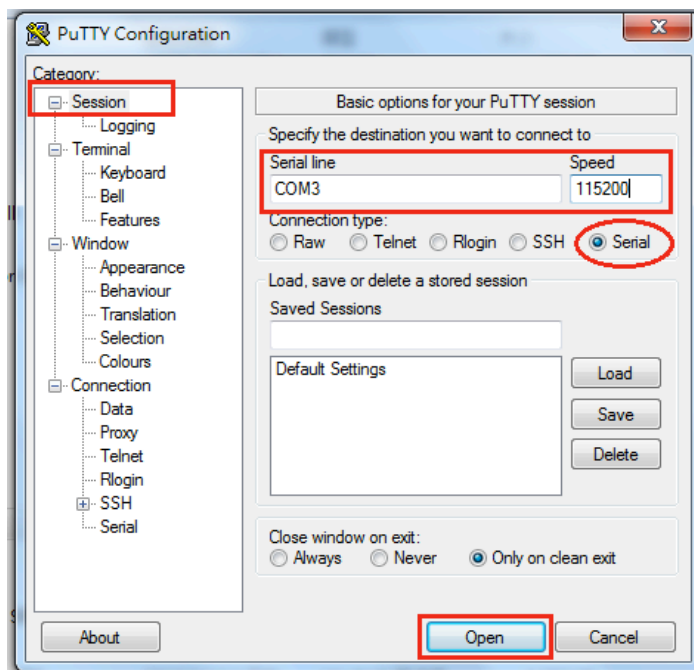 PuTTY Configuration
Category:
Session
Logging
Terminal
Keyboard
Bell
Features
Window
Appearance
Behaviour
Translation
Selection
Colours
Connection
Data
Proxy
Telnet
Rlogin
SSH
Serial
Basic options for your PuTTY session
Specify the destination you want to connect to
Serial line Speed
COM3 115200
Connection type:
Raw Telnet Rlogin SSH Serial
Load, save or delete a stored session
Saved Sessions
Default Settings
Load
Save
Delete
Close window on exit:
Always Never Only on clean exit
About Open Cancel